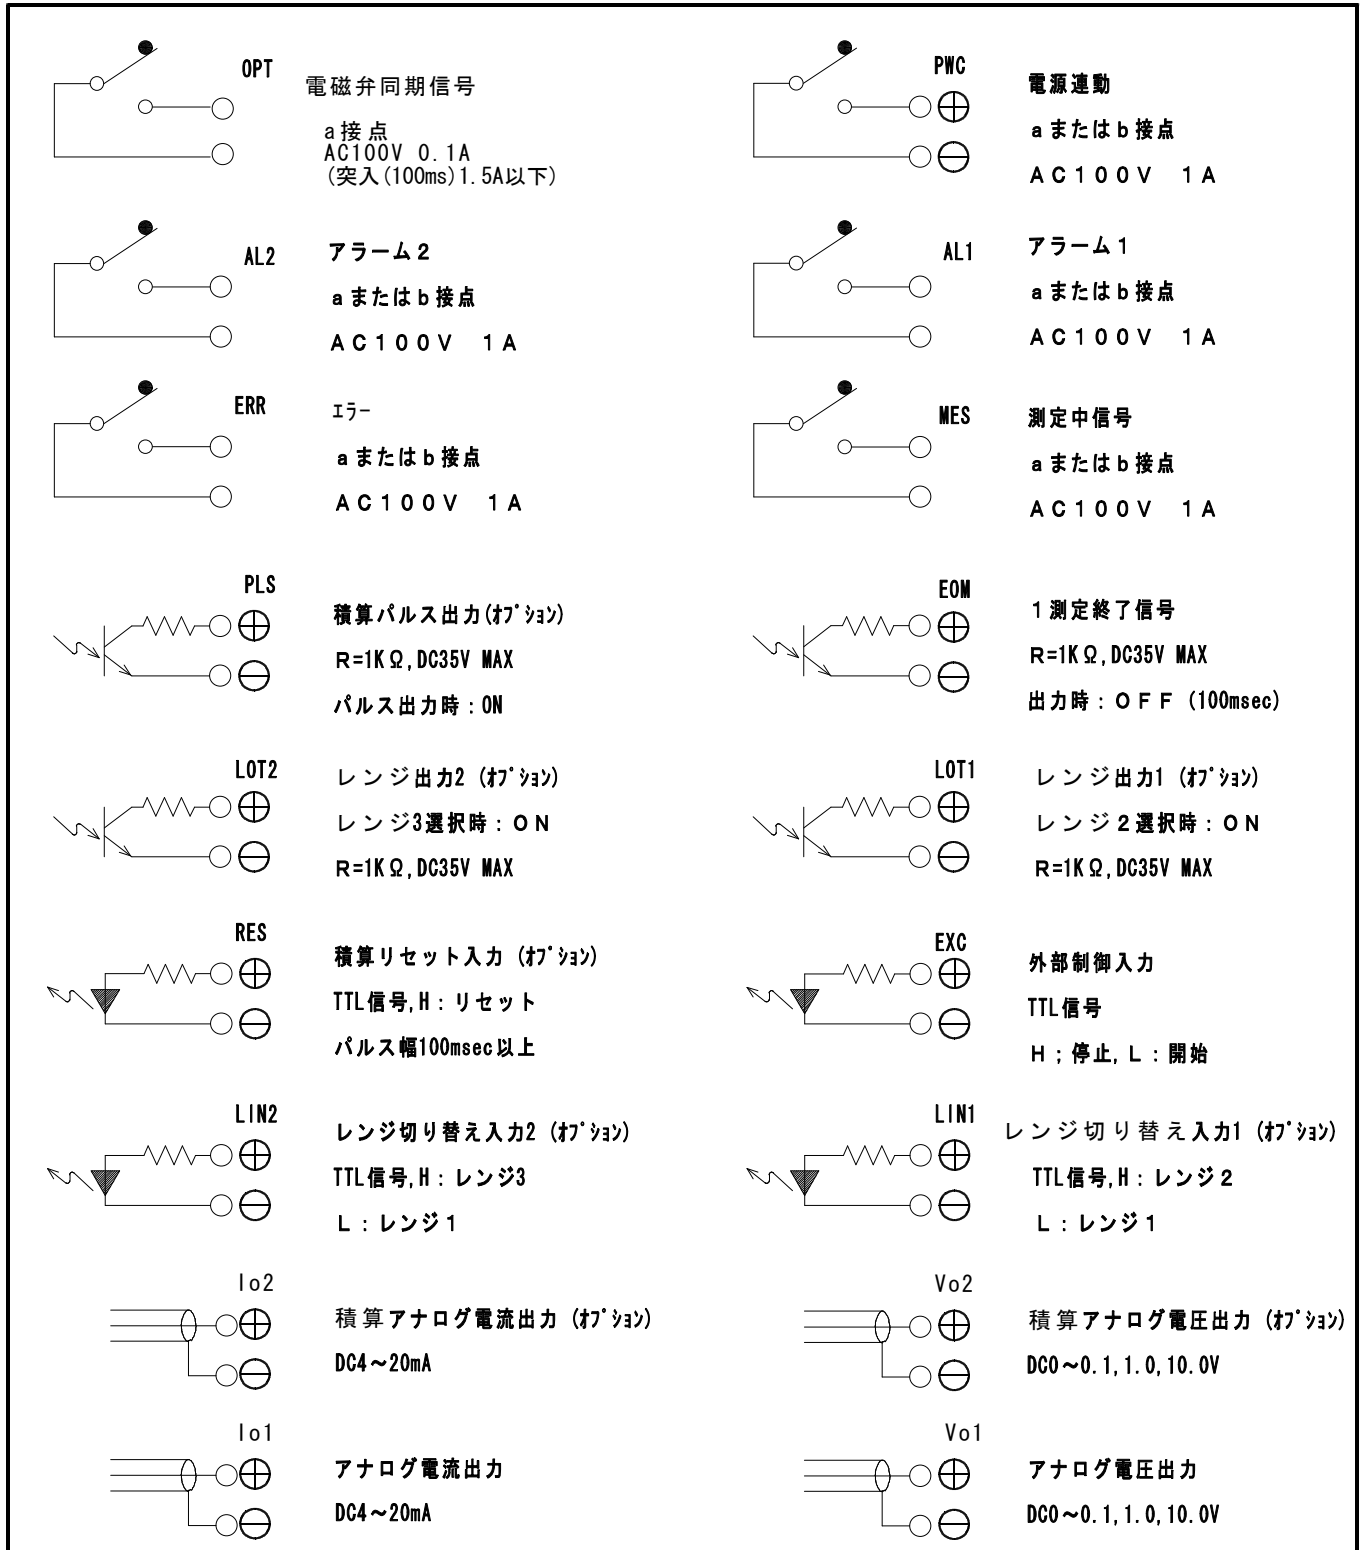 OPT
電磁弁同期信号
a接点
AC100V 0.1A
(突入(100ms)1.5A以下)
PWC
電源連動
aまたはb接点
AC100V 1A
AL2
アラーム2
aまたはb接点
AC100V 1A
AL1
アラーム1
aまたはb接点
AC100V 1A
ERR
ｴﾗｰ
aまたはb接点
AC100V 1A
MES
測定中信号
aまたはb接点
AC100V 1A
PLS
積算パルス出力(ｵﾌﾟｼｮﾝ)
R=1KΩ,DC35V MAX
パルス出力時：ON
EOM
1測定終了信号
R=1KΩ,DC35V MAX
出力時：OFF (100msec)
LOT2
レンジ出力2 (ｵﾌﾟｼｮﾝ)
レンジ3選択時：ON
R=1KΩ,DC35V MAX
LOT1
レンジ出力1 (ｵﾌﾟｼｮﾝ)
レンジ2選択時：ON
R=1KΩ,DC35V MAX
RES
積算リセット入力 (ｵﾌﾟｼｮﾝ)
TTL信号,H：リセット
パルス幅100msec以上
EXC
外部制御入力
TTL信号
H；停止,L：開始
LIN2
レンジ切り替え入力2 (ｵﾌﾟｼｮﾝ)
TTL信号,H：レンジ3
L：レンジ1
LIN1
レンジ切り替え入力1 (ｵﾌﾟｼｮﾝ)
TTL信号,H：レンジ2
L：レンジ1
Io2
積算アナログ電流出力 (ｵﾌﾟｼｮﾝ)
DC4～20mA
Vo2
積算アナログ電圧出力 (ｵﾌﾟｼｮﾝ)
DC0～0.1,1.0,10.0V
Io1
アナログ電流出力
DC4～20mA
Vo1
アナログ電圧出力
DC0～0.1,1.0,10.0V